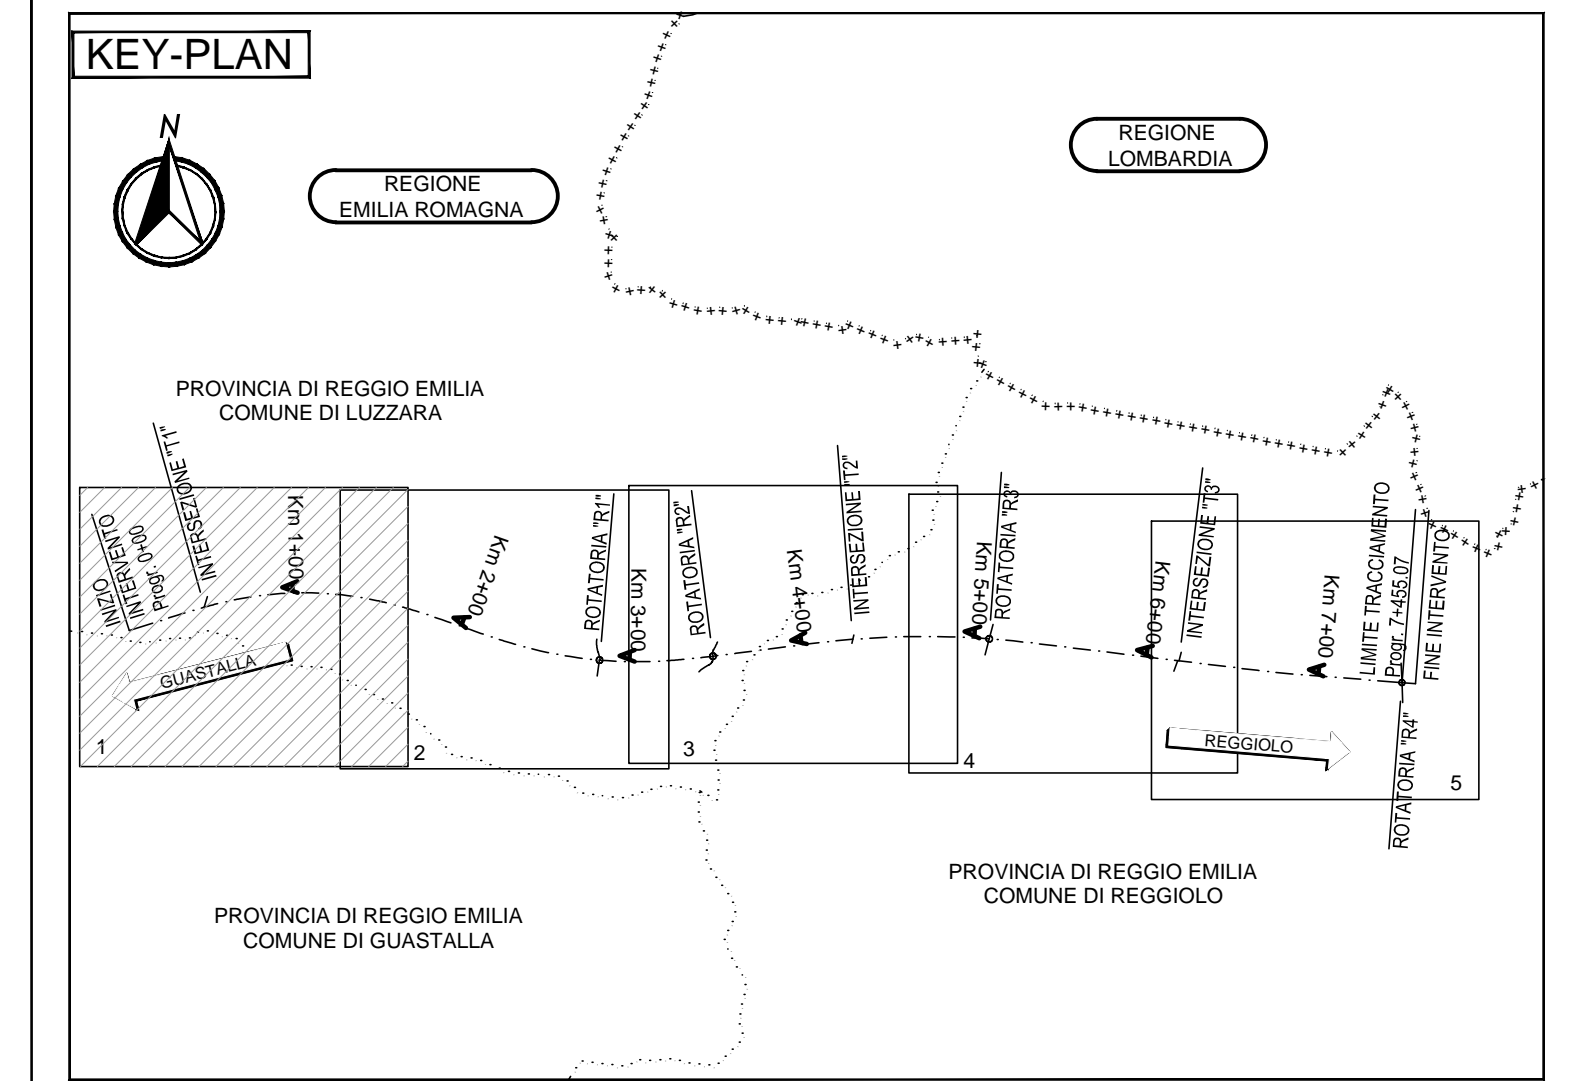 KEY-PLAN
N
REGIONE
EMILIA ROMAGNA
REGIONE
LOMBARDIA
PROVINCIA DI REGGIO EMILIA
COMUNE DI LUZZARA
INIZIO
INTERVENTO
Progr. 0+00
INTERSEZIONE "T1"
Km 1+00
Km 2+00
ROTATORIA "R1"
Km 3+00
ROTATORIA "R2"
Km 4+00
INTERSEZIONE "T2"
Km 5+00
ROTATORIA "R3"
Km 6+00
INTERSEZIONE "T3"
Km 7+00
LIMITE TRACCIAMENTO
Progr. 7+455.07
FINE INTERVENTO
ROTATORIA "R4"
GUASTALLA
REGGIOLO
1
2
3
4
5
PROVINCIA DI REGGIO EMILIA
COMUNE DI REGGIOLO
PROVINCIA DI REGGIO EMILIA
COMUNE DI GUASTALLA